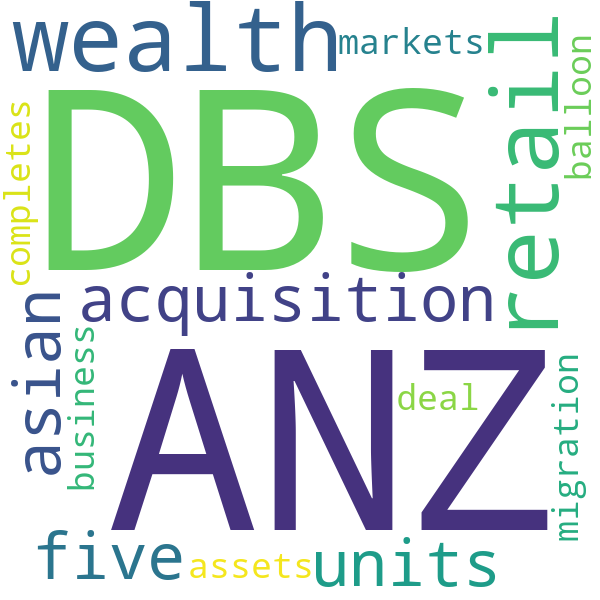 wealth
markets
retail
balloon
completes
DBS
acquisition
asian
business
ANZ
deal
migration
five
assets
units